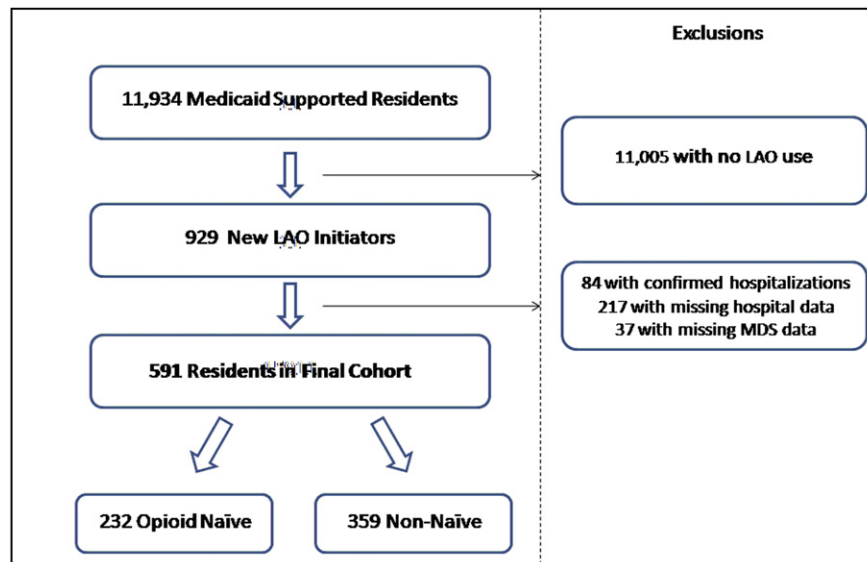 Exclusions
11,934 Medicaid Supported Residents
11,005 with no LAO use
929 New LAO Initiators
84 with confirmed hospitalizations
217 with missing hospital data
37 with missing MDS data
591 Residents in Final Cohort
232 Opioid Naïve
359 Non-Naïve